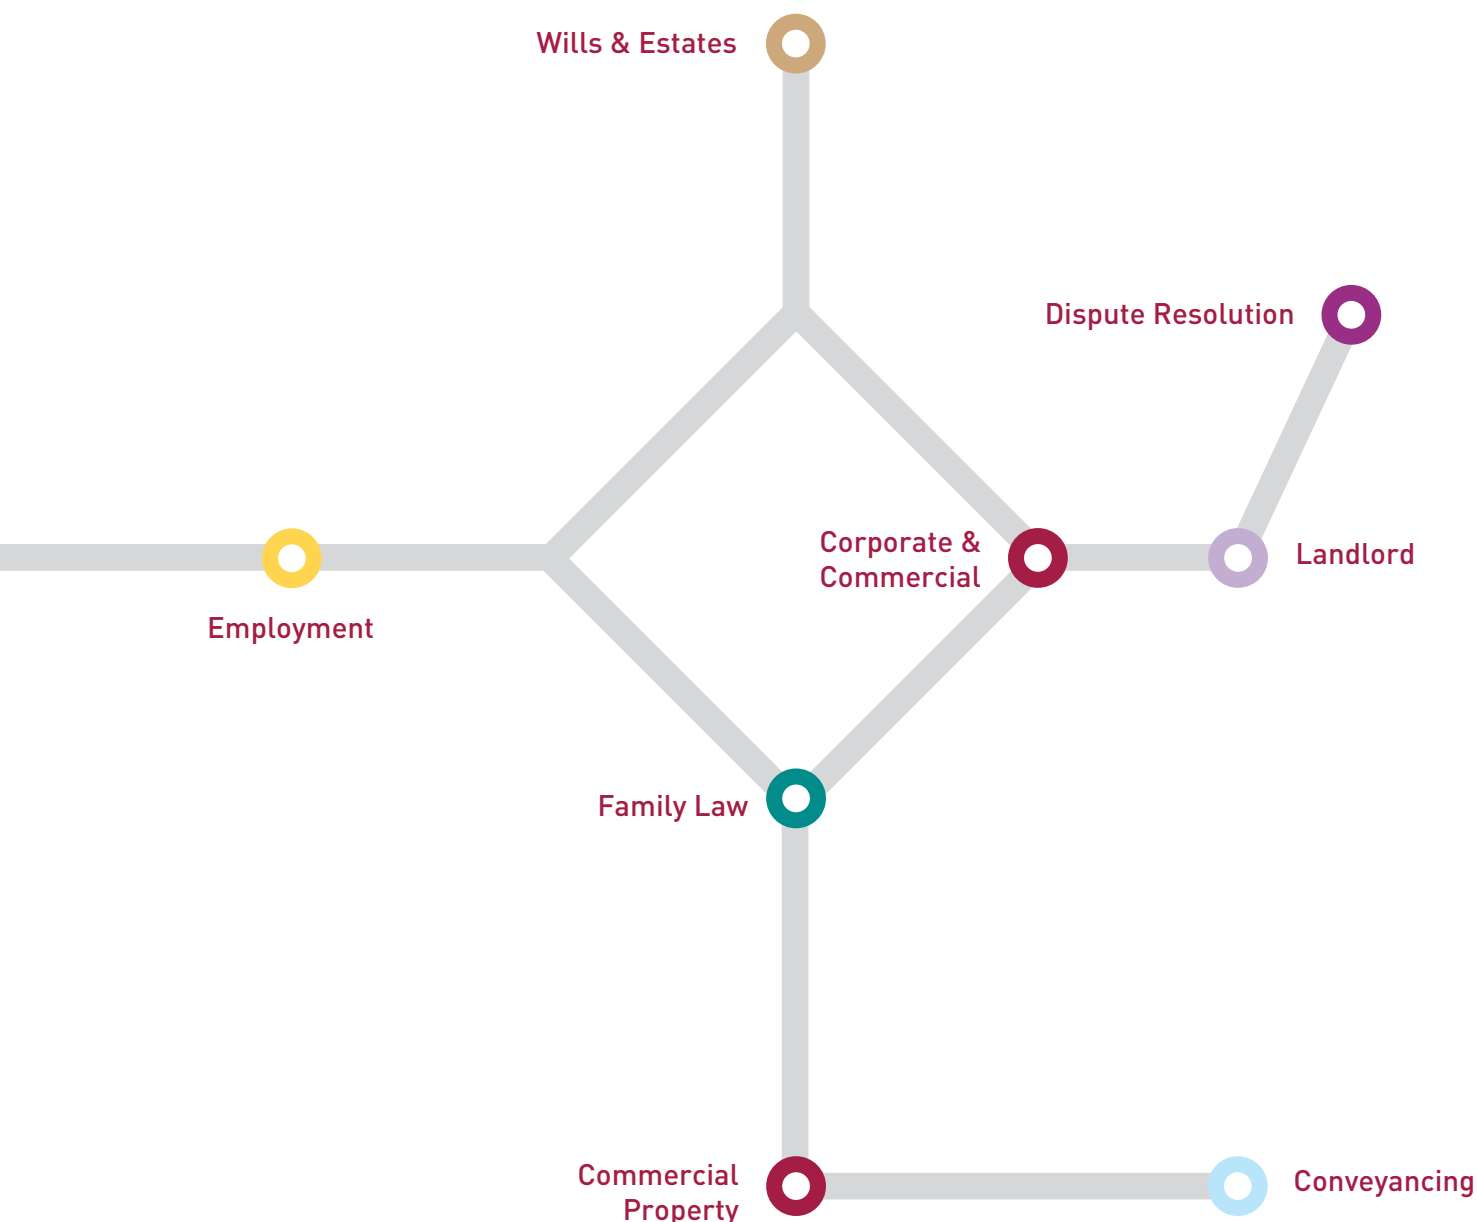 Wills & Estates
Dispute Resolution
Corporate &
Commercial
Landlord
Employment
Family Law
Commercial
Property
Conveyancing